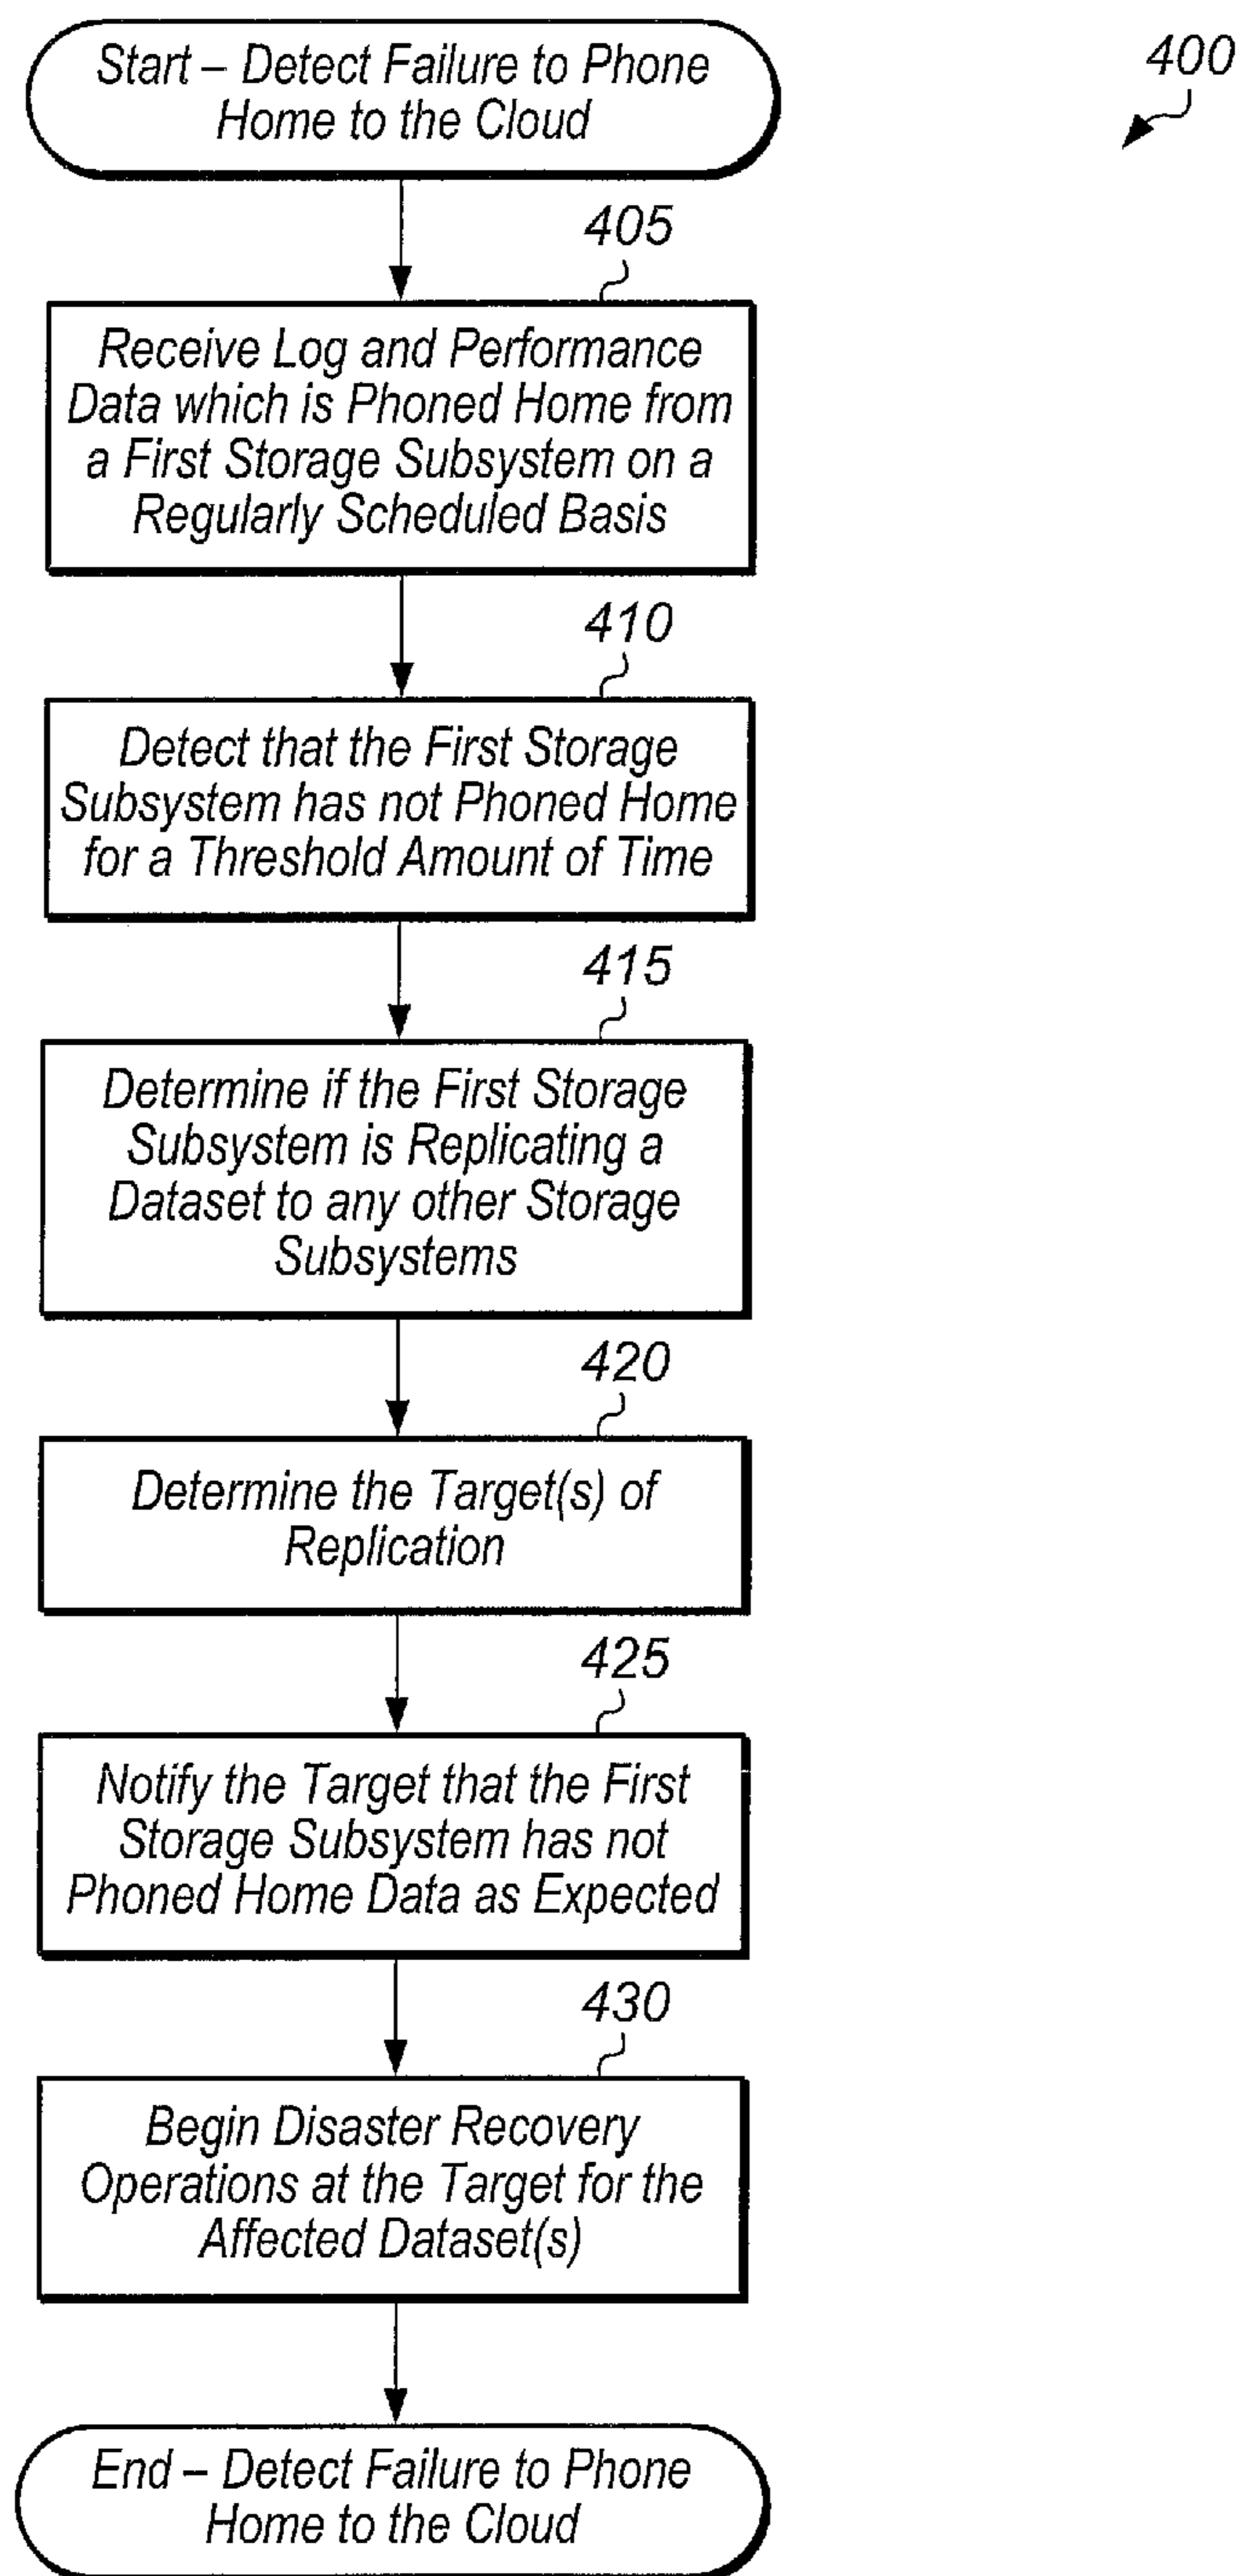 Start – Detect Failure to Phone
Home to the Cloud
400
405
Receive Log and Performance
Data which is Phoned Home from
a First Storage Subsystem on a
Regularly Scheduled Basis
410
Detect that the First Storage
Subsystem has not Phoned Home
for a Threshold Amount of Time
415
Determine if the First Storage
Subsystem is Replicating a
Dataset to any other Storage
Subsystems
420
Determine the Target(s) of
Replication
425
Notify the Target that the First
Storage Subsystem has not
Phoned Home Data as Expected
430
Begin Disaster Recovery
Operations at the Target for the
Affected Dataset(s)
End – Detect Failure to Phone
Home to the Cloud